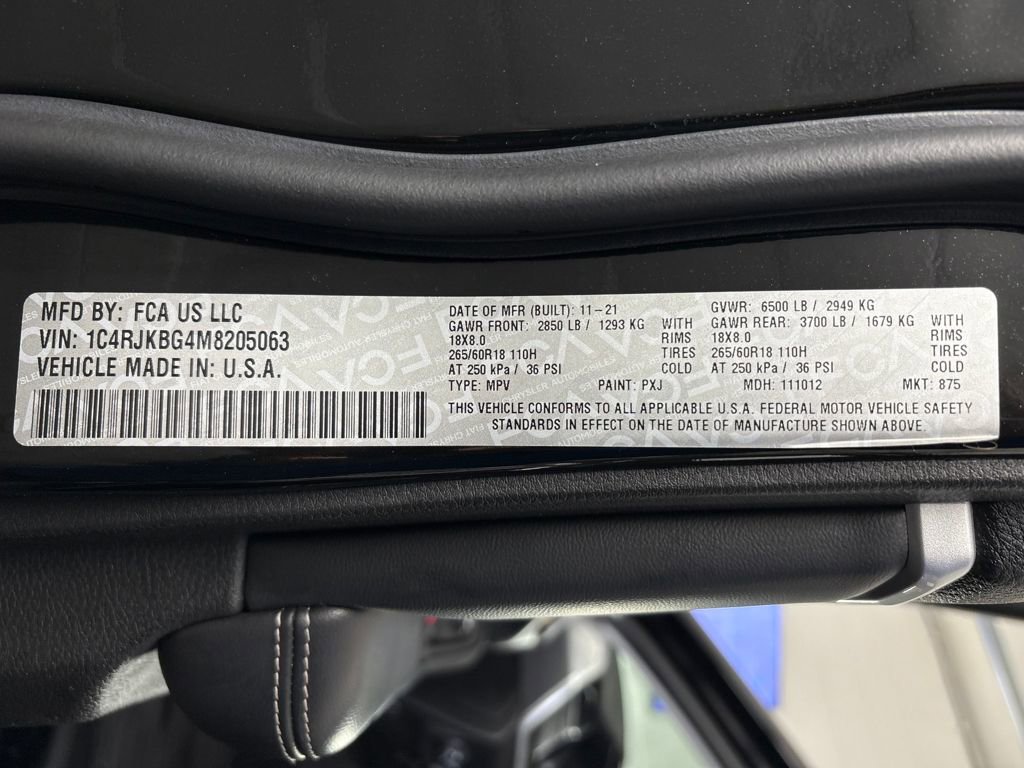 MFD BY: FCA US LLC
VIN: 1C4RJKBG4M8205063
VEHICLE MADE IN: U.S.A.
DATE OF MFR (BUILT): 11-21
GAWR FRONT: 2850 LB / 1293 KG WITH
18X8.0 RIMS
265/60R18 110H TIRES
AT 250 kPa / 36 PSI COLD
TYPE: MPV PAINT: PXJ
GVWR: 6500 LB / 2949 KG
GAWR REAR: 3700 LB / 1679 KG WITH
18X8.0 RIMS
265/60R18 110H TIRES
AT 250 kPa / 36 PSI COLD
MDH: 111012 MKT: 875
THIS VEHICLE CONFORMS TO ALL APPLICABLE U.S.A. FEDERAL MOTOR VEHICLE SAFETY
STANDARDS IN EFFECT ON THE DATE OF MANUFACTURE SHOWN ABOVE.